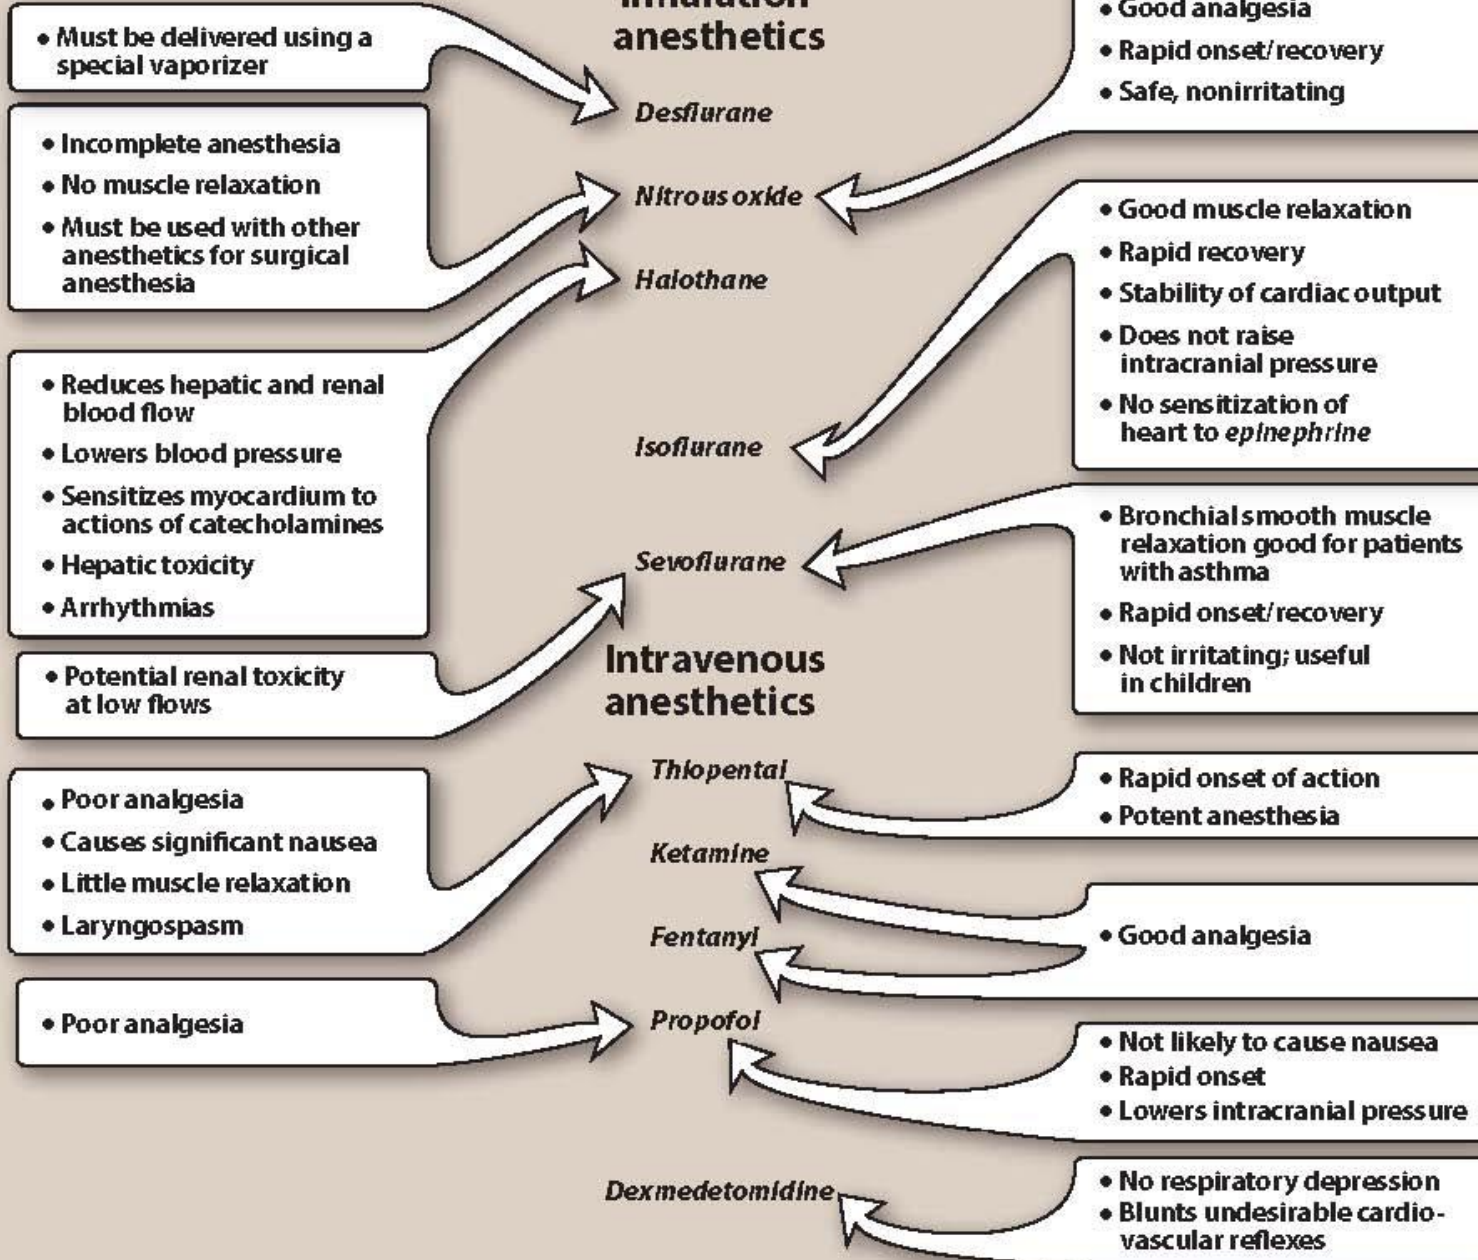 Inhalation
anesthetics
• Must be delivered using a
special vaporizer
• Incomplete anesthesia
• No muscle relaxation
• Must be used with other
anesthetics for surgical
anesthesia
• Reduces hepatic and renal
blood flow
• Lowers blood pressure
• Sensitizes myocardium to
actions of catecholamines
• Hepatic toxicity
• Arrhythmias
• Potential renal toxicity
at low flows
• Poor analgesia
• Causes significant nausea
• Little muscle relaxation
• Laryngospasm
• Poor analgesia
Desflurane
Nitrous oxide
Halothane
Isoflurane
Sevoflurane
Intravenous
anesthetics
Thiopental
Ketamine
Fentanyl
Propofol
Dexmedetomidine
• Good analgesia
• Rapid onset/recovery
• Safe, nonirritating
• Good muscle relaxation
• Rapid recovery
• Stability of cardiac output
• Does not raise
intracranial pressure
• No sensitization of
heart to epinephrine
• Bronchial smooth muscle
relaxation good for patients
with asthma
• Rapid onset/recovery
• Not irritating; useful
in children
• Rapid onset of action
• Potent anesthesia
• Good analgesia
• Not likely to cause nausea
• Rapid onset
• Lowers intracranial pressure
• No respiratory depression
• Blunts undesirable cardio-
vascular reflexes